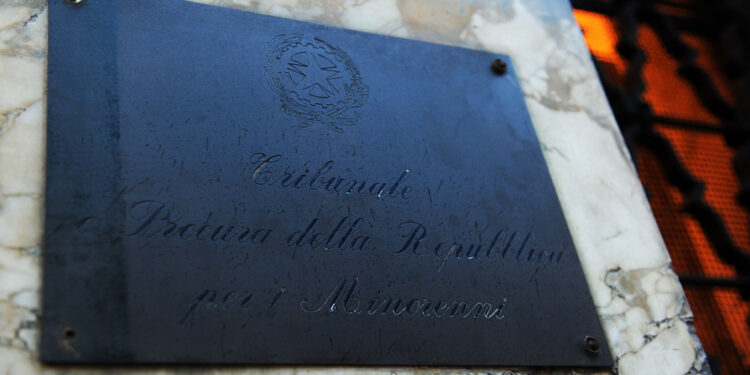 Tribunale
e Procura della Repubblica
per i Minorenni